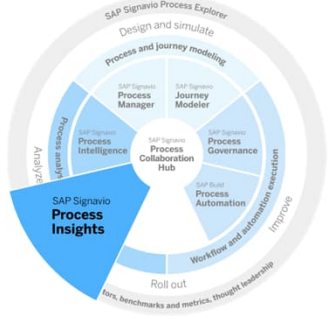 SAP Signavio Process Explorer
Design and simulate
Process and journey modeling
SAP Signavio
Process
Manager
SAP Signavio
Journey
Modeler
SAP Signavio
Process
Intelligence
SAP Signavio
Process
Collaboration
Hub
SAP Signavio
Process
Governance
SAP Build
Process
Automation
Process analys
Analyze
SAP Signavio
Process
Insights
Workflow and automation execution
Improve
Roll out
tors, benchmarks and metrics, thought leadership